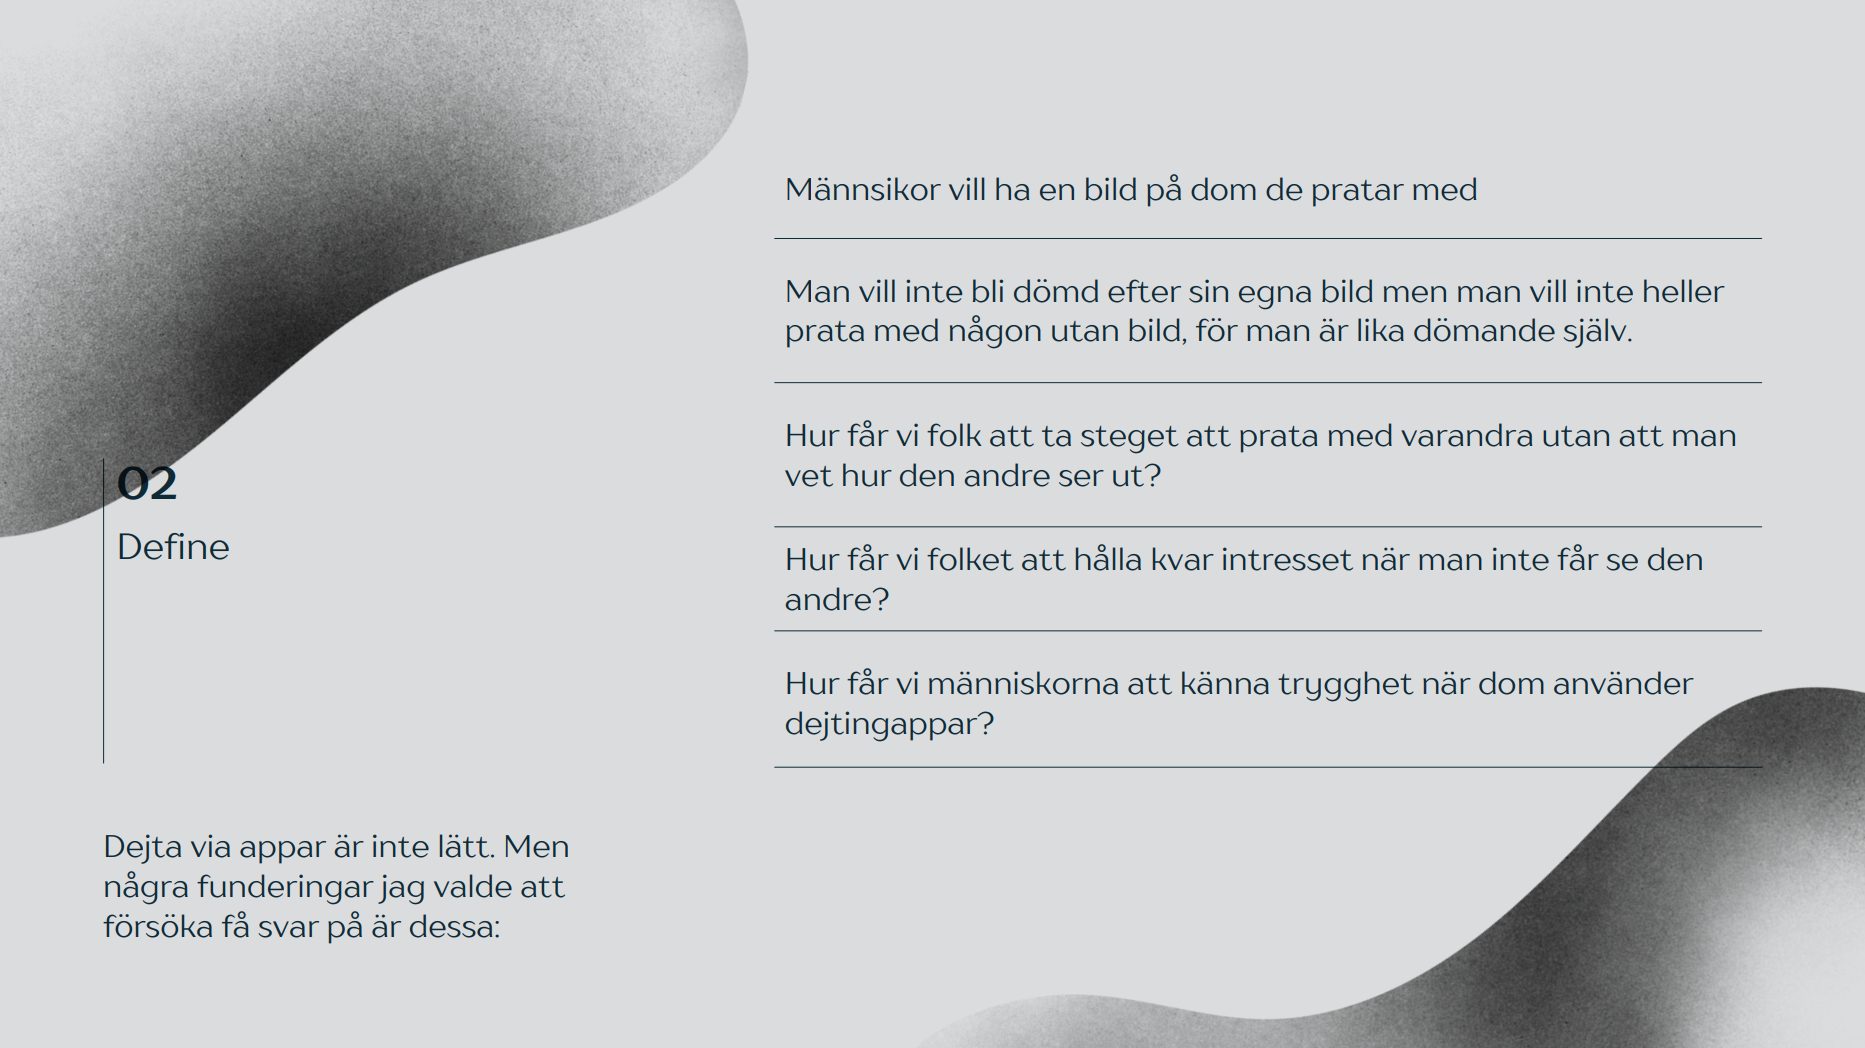 02
Define
Dejta via appar är inte lätt. Men
några funderingar jag valde att
försöka få svar på är dessa:
Männsikor vill ha en bild på dom de pratar med
Man vill inte bli dömd efter sin egna bild men man vill inte heller
prata med någon utan bild, för man är lika dömande själv.
Hur får vi folk att ta steget att prata med varandra utan att man
vet hur den andre ser ut?
Hur får vi folket att hålla kvar intresset när man inte får se den
andre?
Hur får vi människorna att känna trygghet när dom använder
dejtingappar?